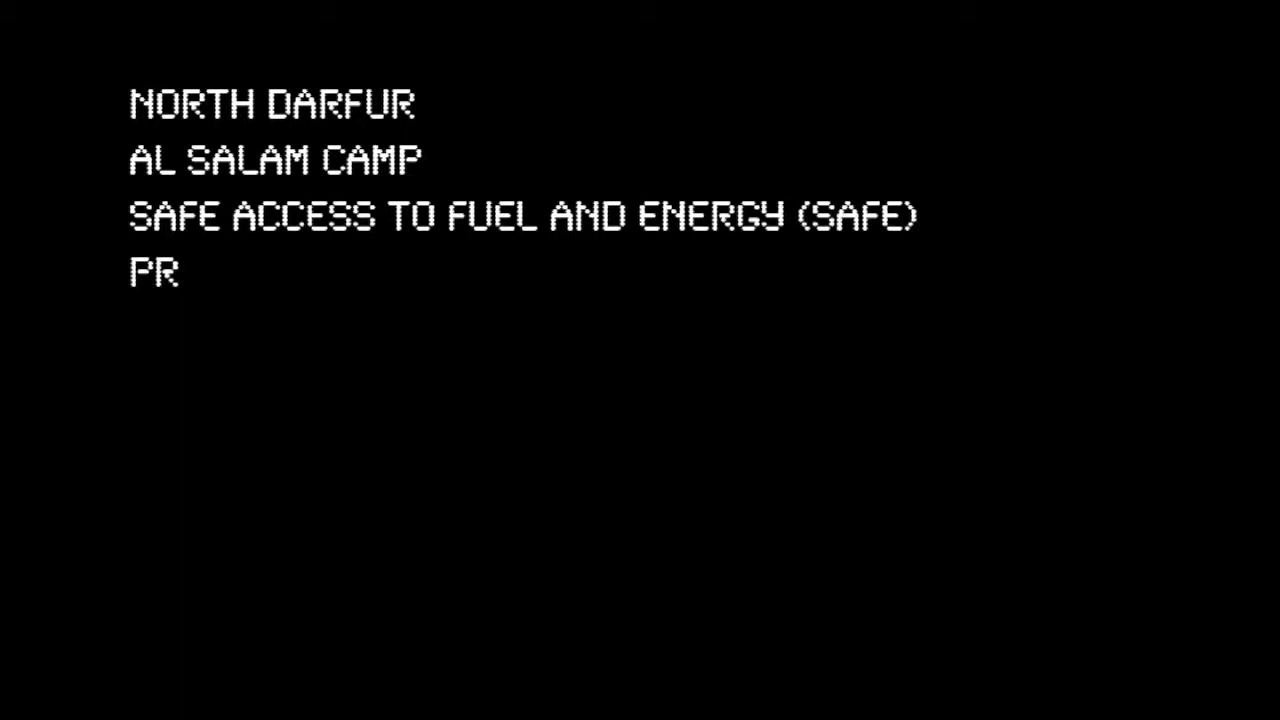 NORTH DARFUR
AL SALAM CAMP
SAFE ACCESS TO FUEL AND ENERGY (SAFE)
PR